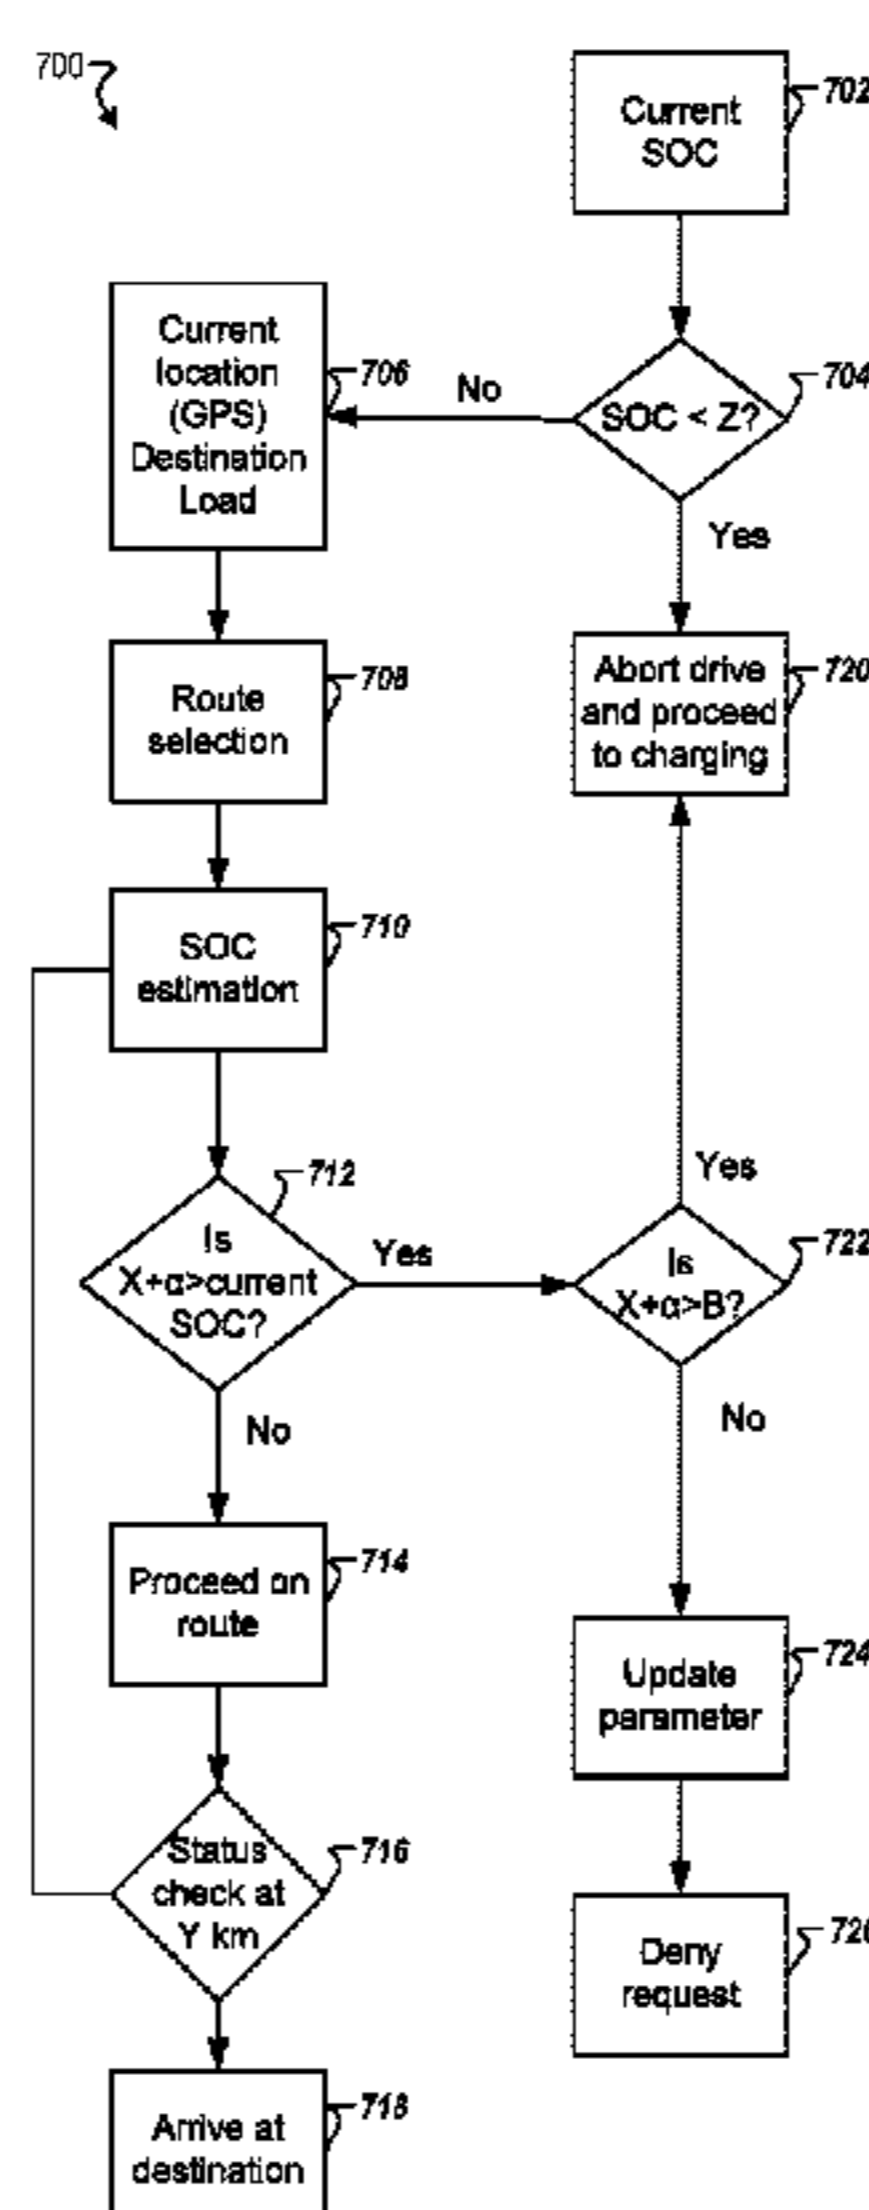 700
Current
SOC
702
SOC < Z?
704
No
Yes
Current
location
(GPS)
Destination
Load
706
Route
selection
708
Abort drive
and proceed
to charging
720
SOC
estimation
710
Is
X+α>current
SOC?
712
Yes
No
Is
X+α>B?
722
Yes
No
Proceed on
route
714
Update
parameter
724
Status
check at
Y km
716
Deny
request
Arrive at
destination
718